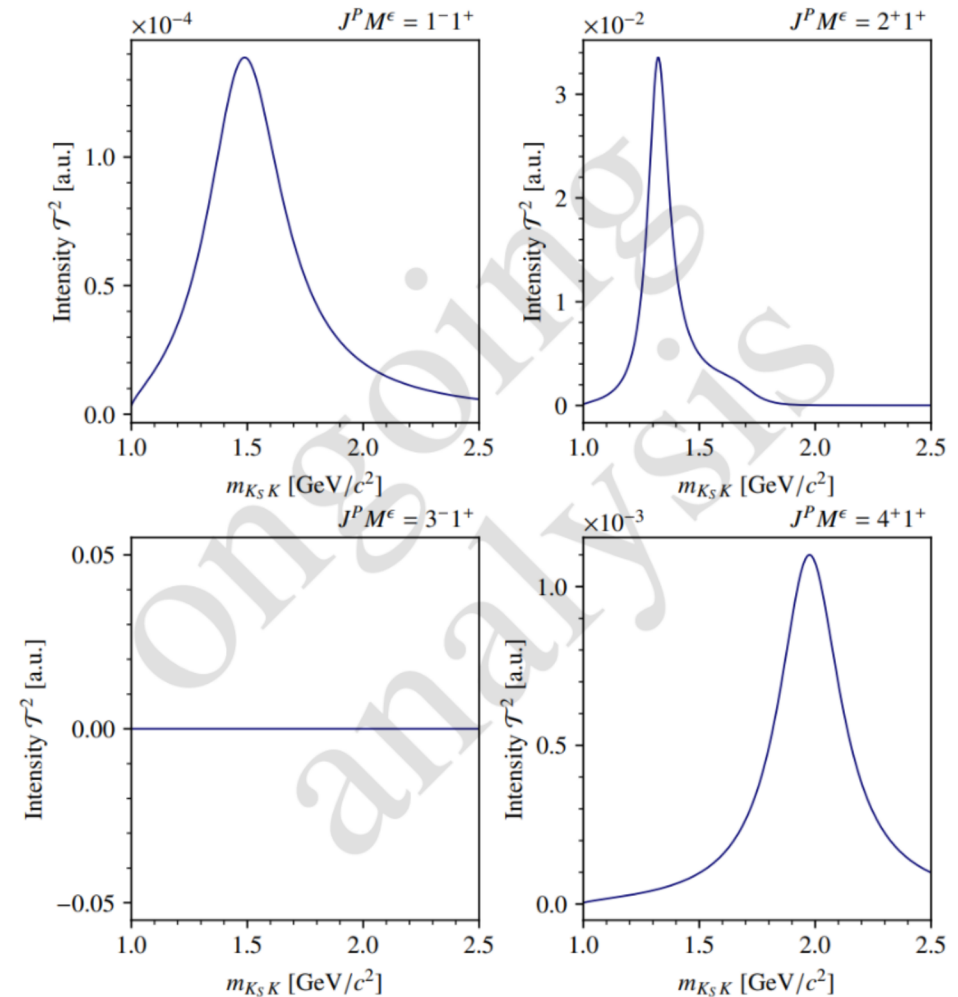 ×10⁻⁴ JᴾMᵋ = 1⁻1⁺
1.0
0.5
0.0
Intensity 𝒯² [a.u.]
1.0 1.5 2.0 2.5
m_{K_S K} [GeV/c²]
×10⁻² JᴾMᵋ = 2⁺1⁺
3
2
1
0
Intensity 𝒯² [a.u.]
1.0 1.5 2.0 2.5
m_{K_S K} [GeV/c²]
JᴾMᵋ = 3⁻1⁺
0.05
0.00
−0.05
Intensity 𝒯² [a.u.]
1.0 1.5 2.0 2.5
m_{K_S K} [GeV/c²]
×10⁻³ JᴾMᵋ = 4⁺1⁺
1.0
0.5
0.0
Intensity 𝒯² [a.u.]
1.0 1.5 2.0 2.5
m_{K_S K} [GeV/c²]
ongoing
analysis